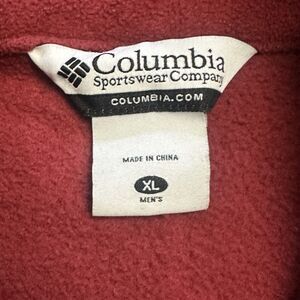 Columbia
Sportswear Company
COLUMBIA.COM
MADE IN CHINA
XL
MEN'S